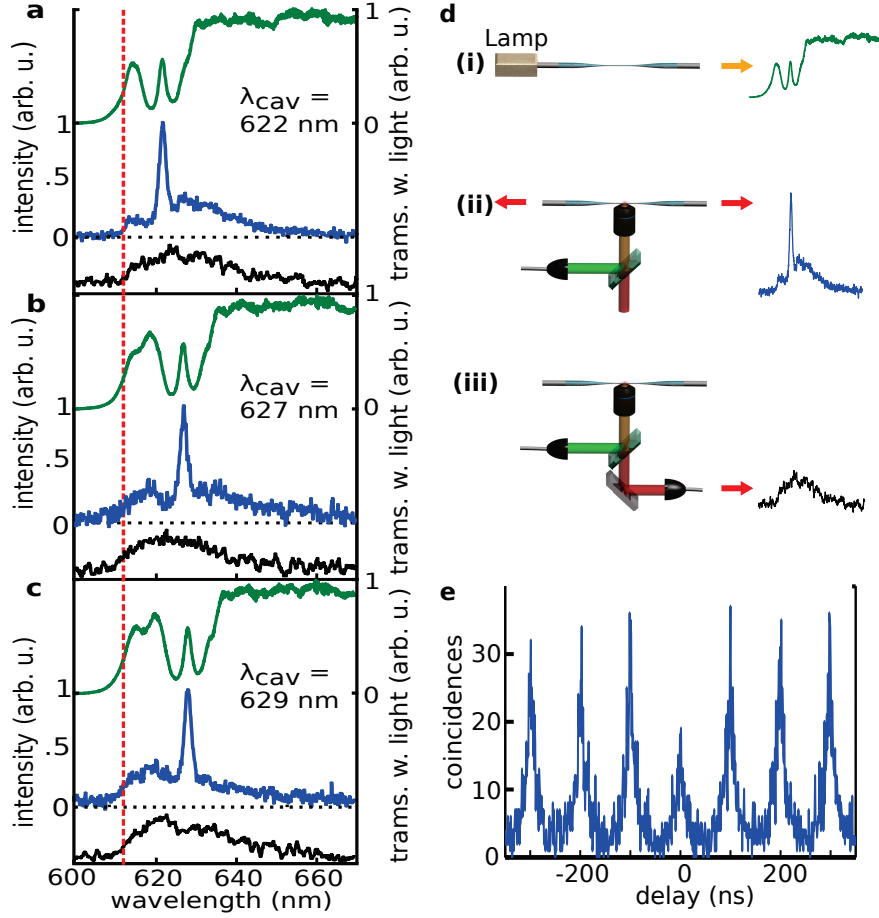 a
1
λcav =
622 nm
intensity (arb. u.)
1
.5
0
0
trams. w. light (arb. u.)
b
1
λcav =
627 nm
intensity (arb. u.)
1
.5
0
0
trams. w. light (arb. u.)
c
1
λcav =
629 nm
intensity (arb. u.)
1
.5
0
0
trams. w. light (arb. u.)
600
620
640
660
wavelength (nm)
d
Lamp
(i)
(ii)
(iii)
e
coincidences
30
20
10
0
-200
-100
0
100
200
delay (ns)